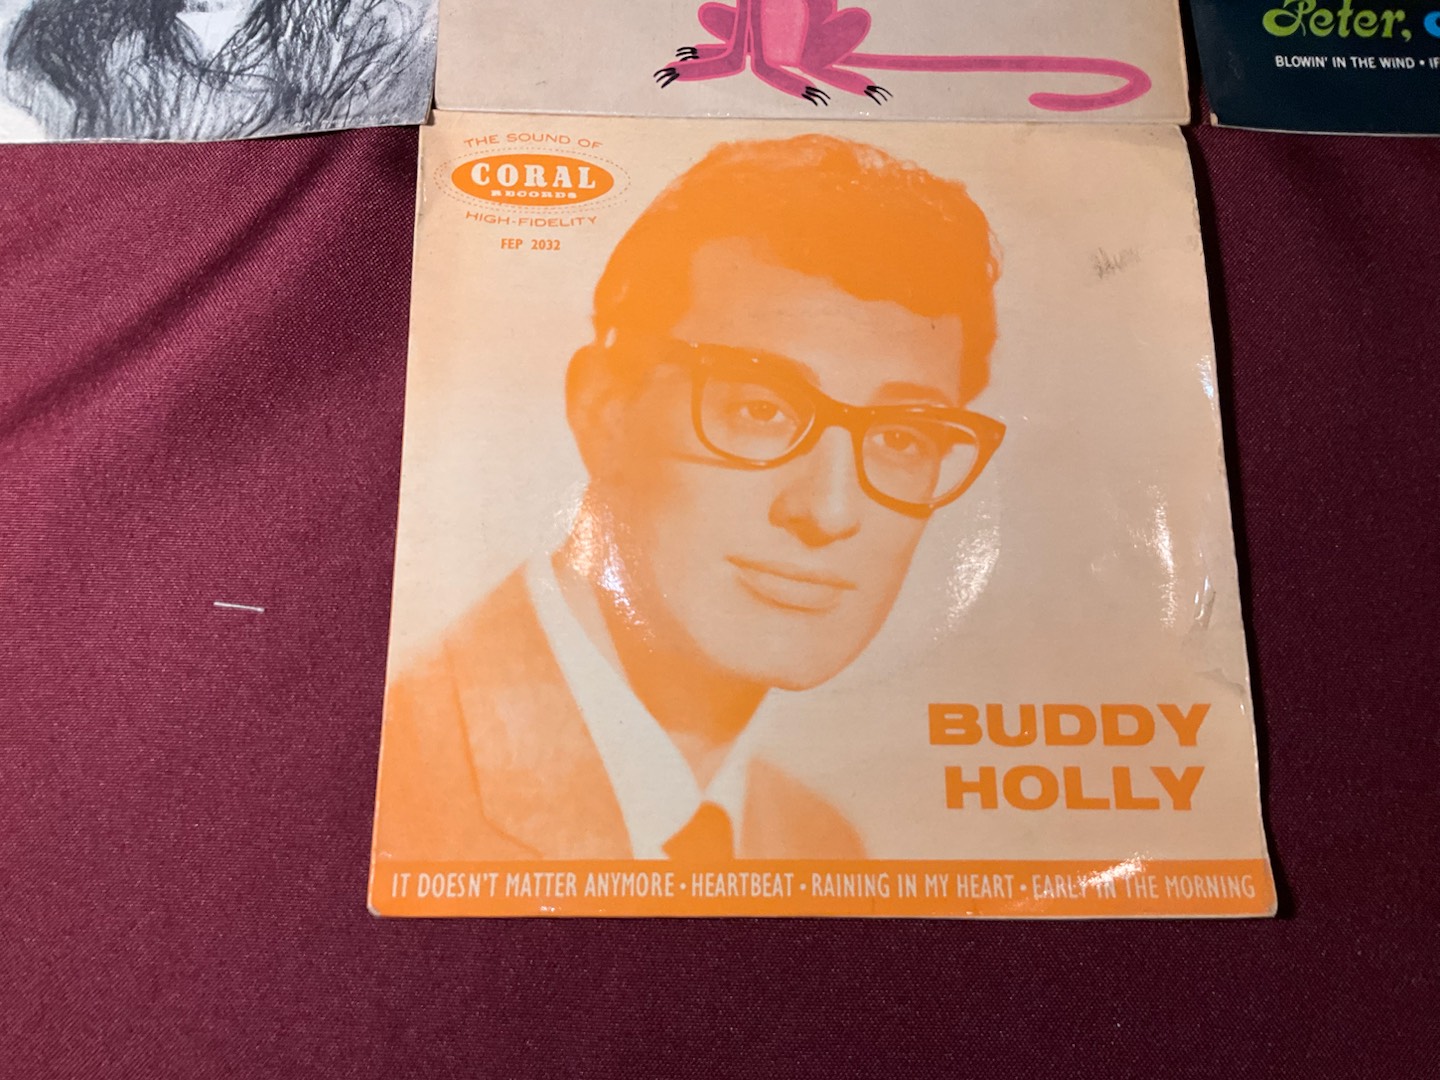 Peter,
BLOWIN' IN THE WIND • IF
THE SOUND OF
CORAL
RECORDS
HIGH-FIDELITY
FEP 2032
BUDDY
HOLLY
IT DOESN'T MATTER ANYMORE • HEARTBEAT • RAINING IN MY HEART • EARLY IN THE MORNING